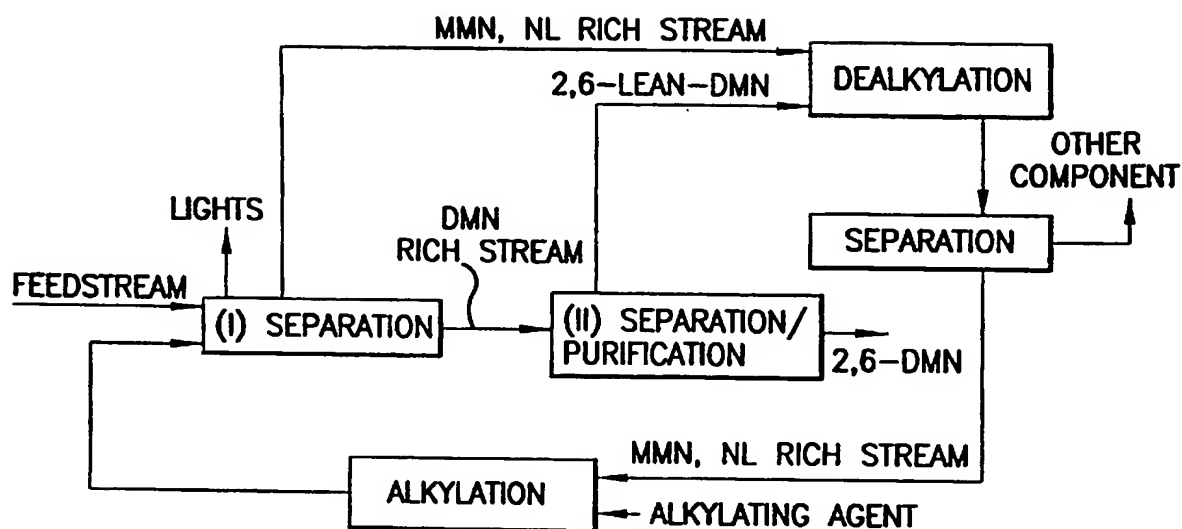 MMN, NL RICH STREAM
DEALKYLATION
2,6-LEAN-DMN
OTHER
COMPONENT
LIGHTS
DMN
RICH STREAM
SEPARATION
FEEDSTREAM
(I) SEPARATION
(II) SEPARATION/
PURIFICATION
2,6-DMN
MMN, NL RICH STREAM
ALKYLATION
ALKYLATING AGENT